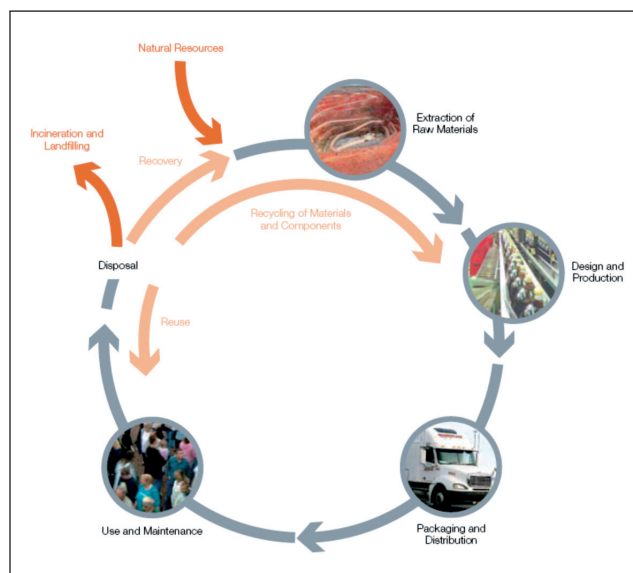 Natural Resources
Incineration and
Landfilling
Extraction of
Raw Materials
Recovery
Recycling of Materials
and Components
Disposal
Design and
Production
Reuse
Use and Maintenance
Packaging and
Distribution